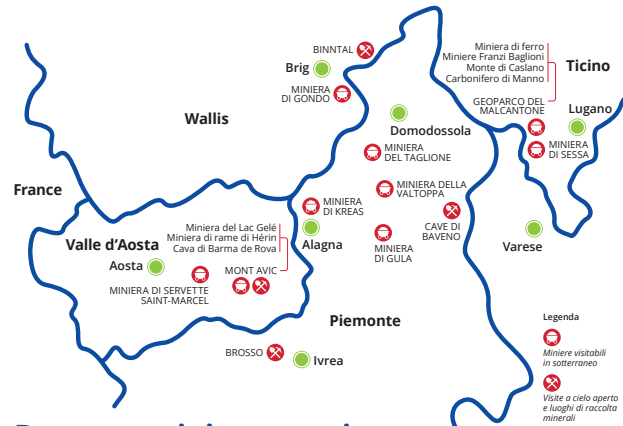 BINNTAL
Brig
MINIERA
DI GONDO
Wallis
Miniera di ferro
Miniere Franzi Baglioni
Monte di Caslano
Carbonifero di Manno
Ticino
GEOPARCO DEL
MALCANTONE
Lugano
MINIERA
DI SESSA
Domodossola
MINIERA
DEL TAGLIONE
France
MINIERA
DI KREAS
MINIERA DELLA
VALTOPPA
CAVE DI
BAVENO
Varese
Valle d'Aosta
Miniera del Lac Gelé
Miniera di rame di Hérin
Cava di Barma de Rova
Alagna
MINIERA
DI GULA
Aosta
MONT AVIC
MINIERA DI SERVETTE
SAINT-MARCEL
Piemonte
BROSSO
Ivrea
Legenda
Miniere visitabili
in sotterraneo
Visite a cielo aperto
e luoghi di raccolta
minerali